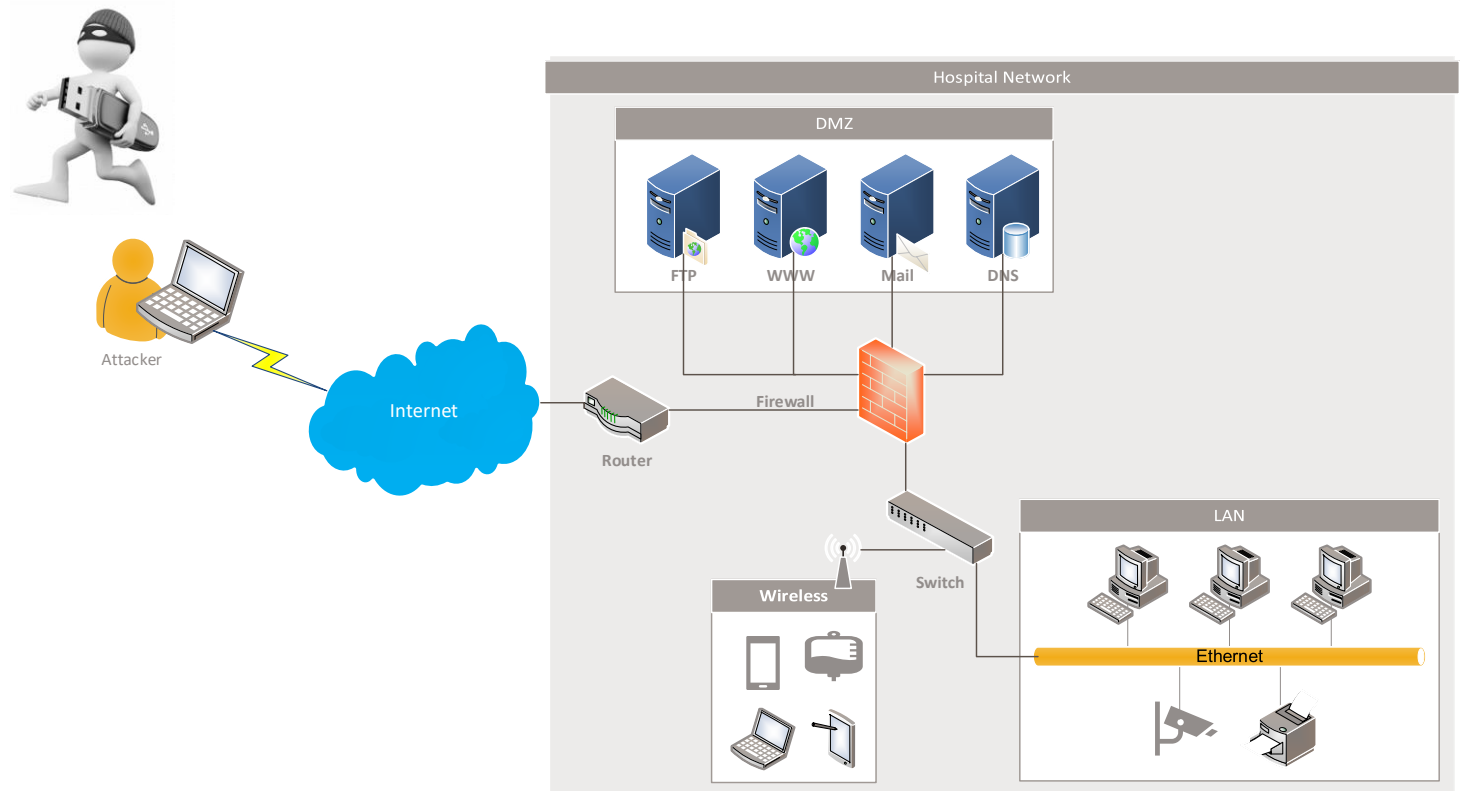 Hospital Network
DMZ
FTP
WWW
Mail
DNS
Attacker
Internet
Firewall
Router
LAN
Switch
Wireless
Ethernet